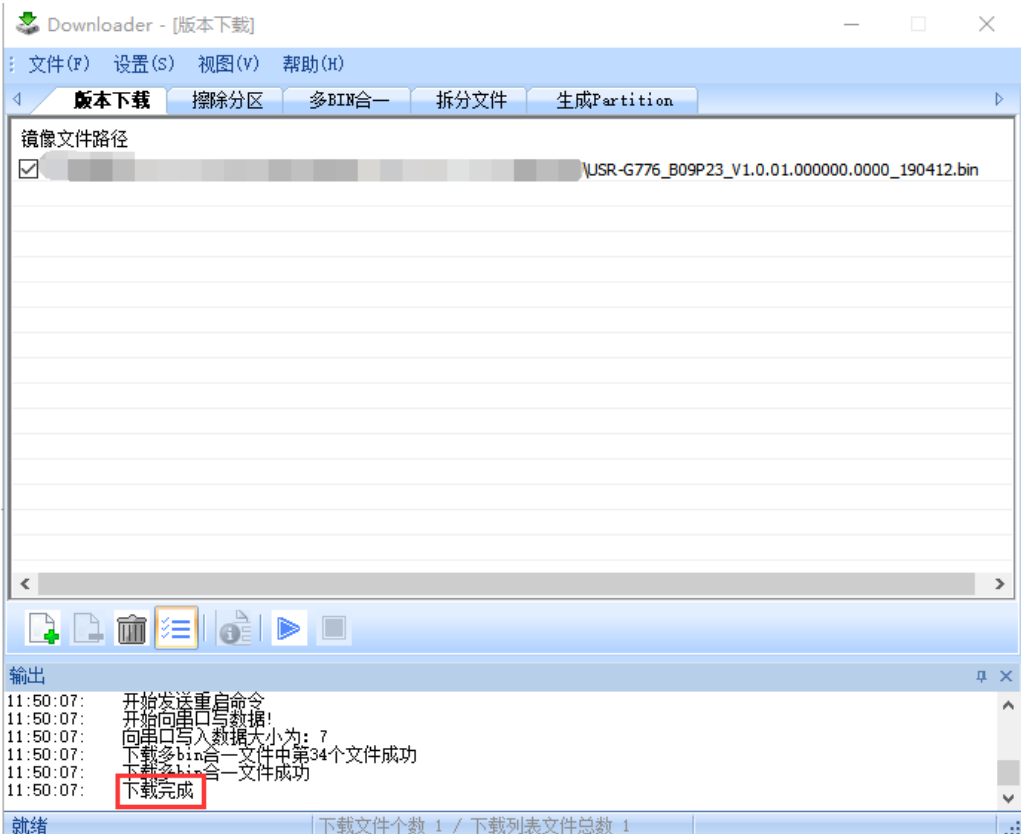 Downloader - [版本下载]
文件(F) 设置(S) 视图(V) 帮助(H)
版本下载 擦除分区 多BIN合一 拆分文件 生成Partition
镜像文件路径
\USR-G776_B09P23_V1.0.01.000000.0000_190412.bin
输出
11:50:07: 开始发送重启命令
11:50:07: 开始向串口写数据!
11:50:07: 向串口写入数据大小为: 7
11:50:07: 下载多bin合一文件中第34个文件成功
11:50:07: 下载多bin合一文件成功
11:50:07: 下载完成
就绪 下载文件个数 1 / 下载列表文件总数 1